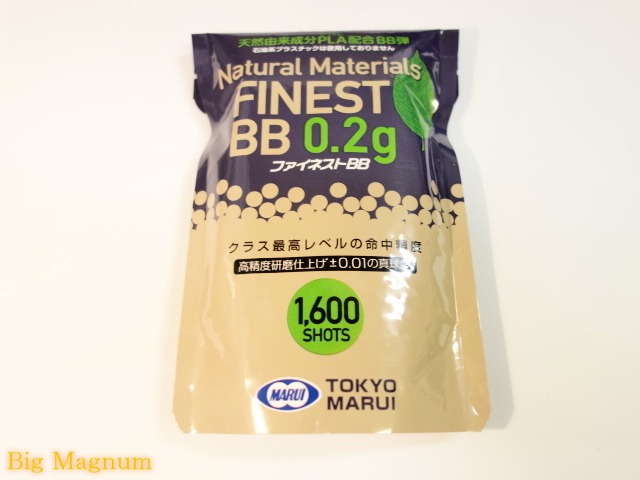 天然由来成分PLA配合BB弾
石油系プラスチックは使用しておりません
Natural Materials
FINEST
BB 0.2g
ファイネストBB
クラス最高レベルの命中精度
高精度研磨仕上げ±0.01の真球
1,600
SHOTS
MARUI
TOKYO
MARUI
Big Magnum